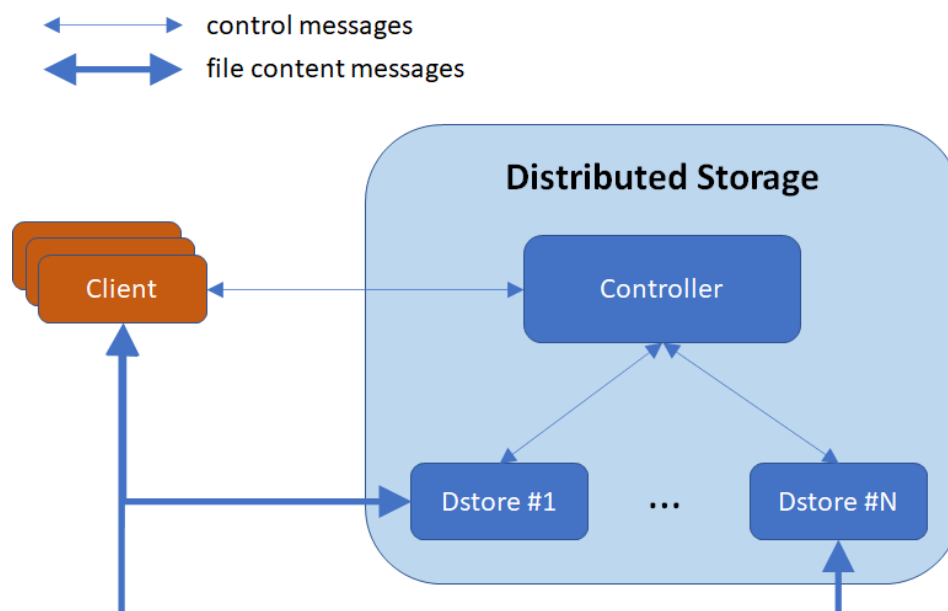 control messages
file content messages
Distributed Storage
Client
Controller
Dstore #1
...
Dstore #N